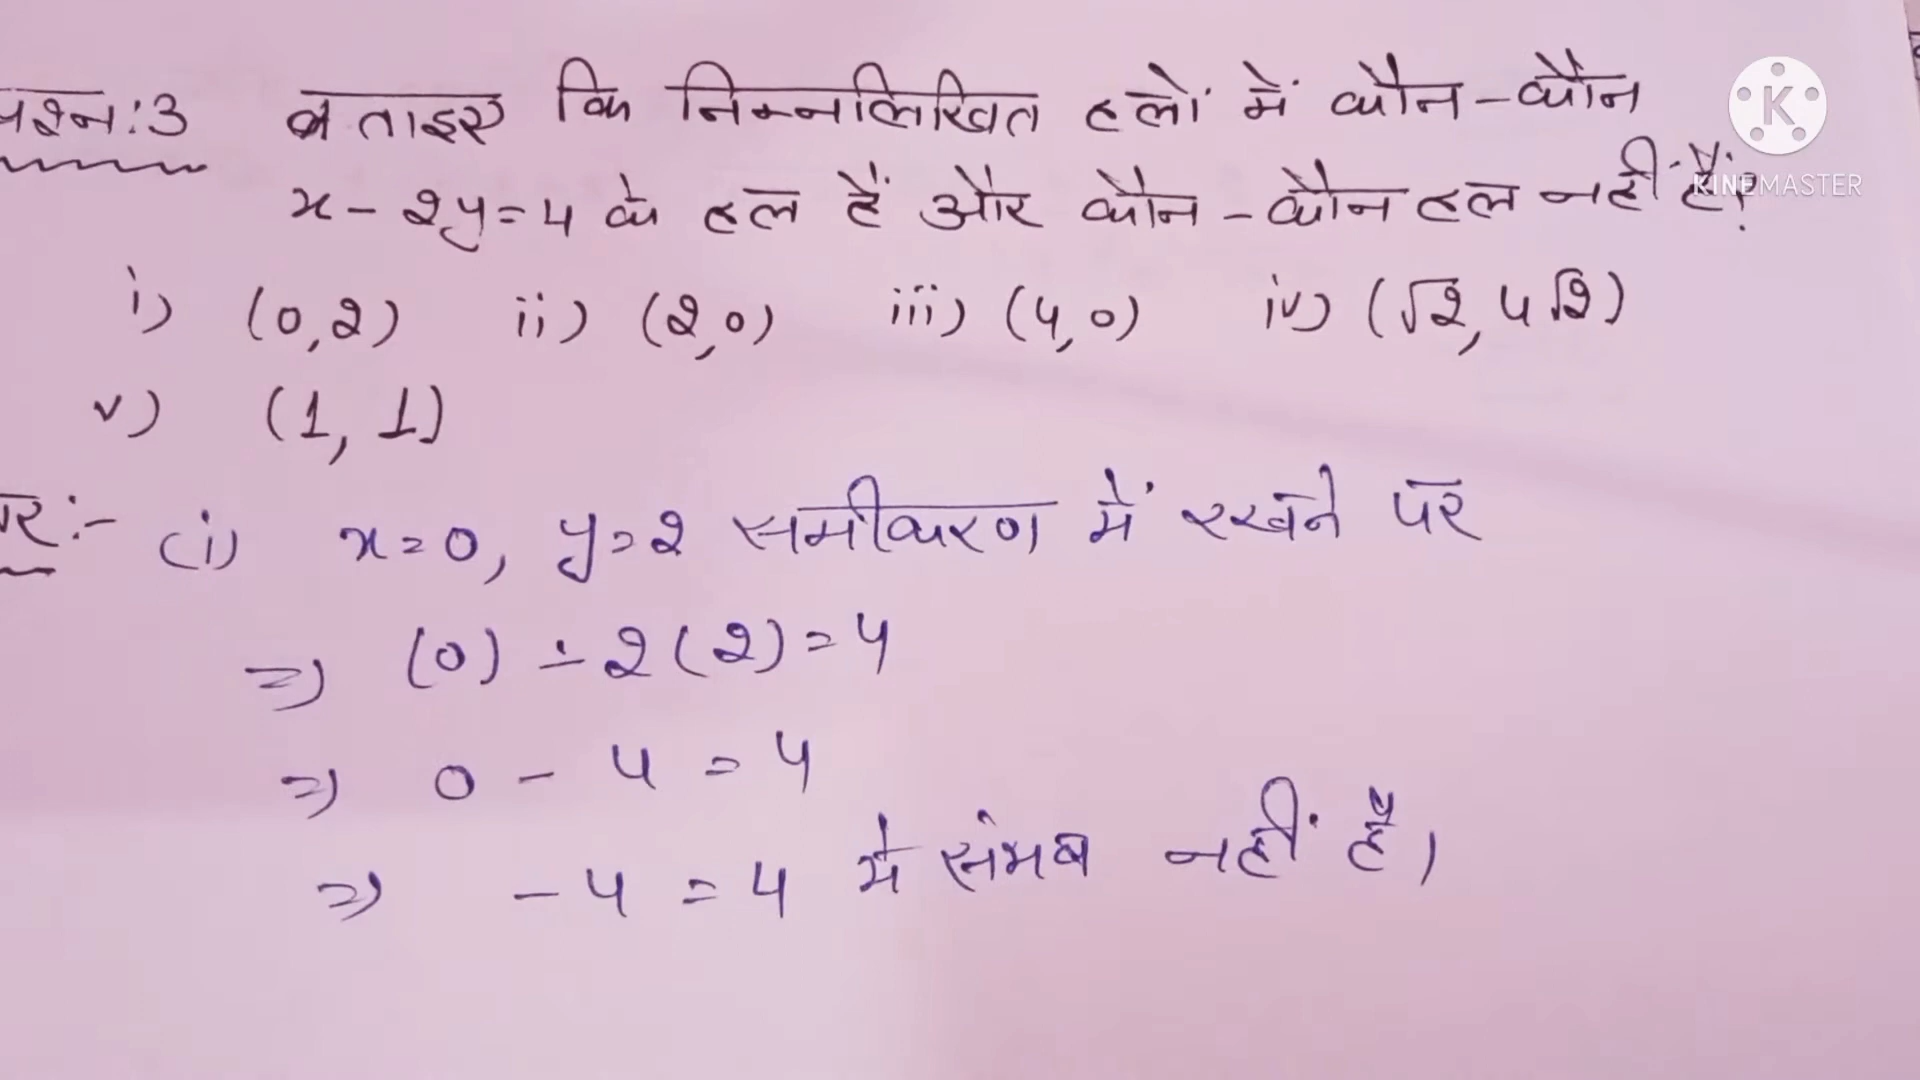 प्रश्न:3 बताइए कि निम्नलिखित हलों में कौन-कौन
x - 2y = 4 के हल हैं और कौन-कौन हल नहीं हैं?
i) (0,2) ii) (2,0) iii) (4,0) iv) (√2, 4√2)
v) (1, 1)
(i) x=0, y=2 समीकरण में रखने पर
⇒ (0) - 2(2) = 4
⇒ 0 - 4 = 4
⇒ - 4 = 4 में संभव नहीं है।
K
KINEMASTER